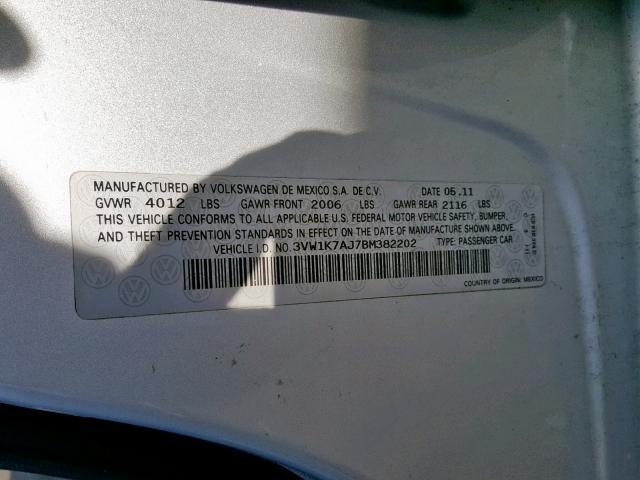 MANUFACTURED BY VOLKSWAGEN DE MEXICO S.A. DE C.V. DATE 05.11
GVWR 4012 LBS GAWR FRONT 2006 LBS GAWR REAR 2116 LBS
THIS VEHICLE CONFORMS TO ALL APPLICABLE U.S. FEDERAL MOTOR VEHICLE SAFETY, BUMPER,
AND THEFT PREVENTION STANDARDS IN EFFECT ON THE DATE OF MANUFACTURE SHOWN ABOVE.
VEHICLE I.D. NO. 3VW1K7AJ7BM382202 TYPE: PASSENGER CAR
COUNTRY OF ORIGIN: MEXICO